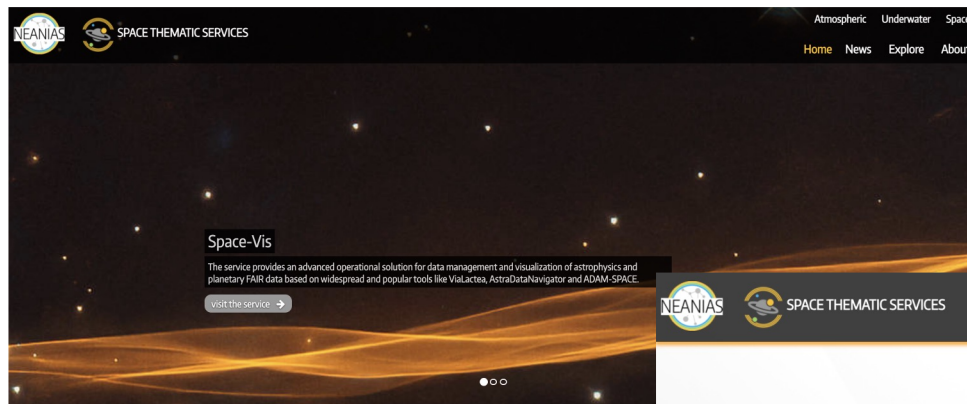 NEANIAS
SPACE THEMATIC SERVICES
Atmospheric Underwater Space
Home News Explore About
Space-Vis
The service provides an advanced operational solution for data management and visualization of astrophysics and
planetary FAIR data based on widespread and popular tools like ViaLactea, AstraDataNavigator and ADAM-SPACE.
visit the service →
NEANIAS
SPACE THEMATIC SERVICES